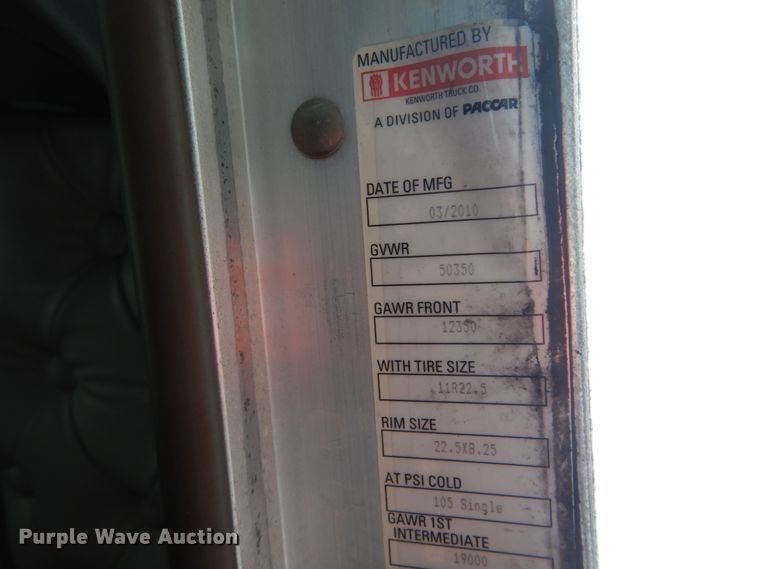 MANUFACTURED BY
KENWORTH
KENWORTH TRUCK CO.
A DIVISION OF PACCAR
DATE OF MFG
03/2010
GVWR
50350
GAWR FRONT
12350
WITH TIRE SIZE
11R22.5
RIM SIZE
22.5X8.25
AT PSI COLD
105 Single
GAWR 1ST
INTERMEDIATE
19000
Purple Wave Auction